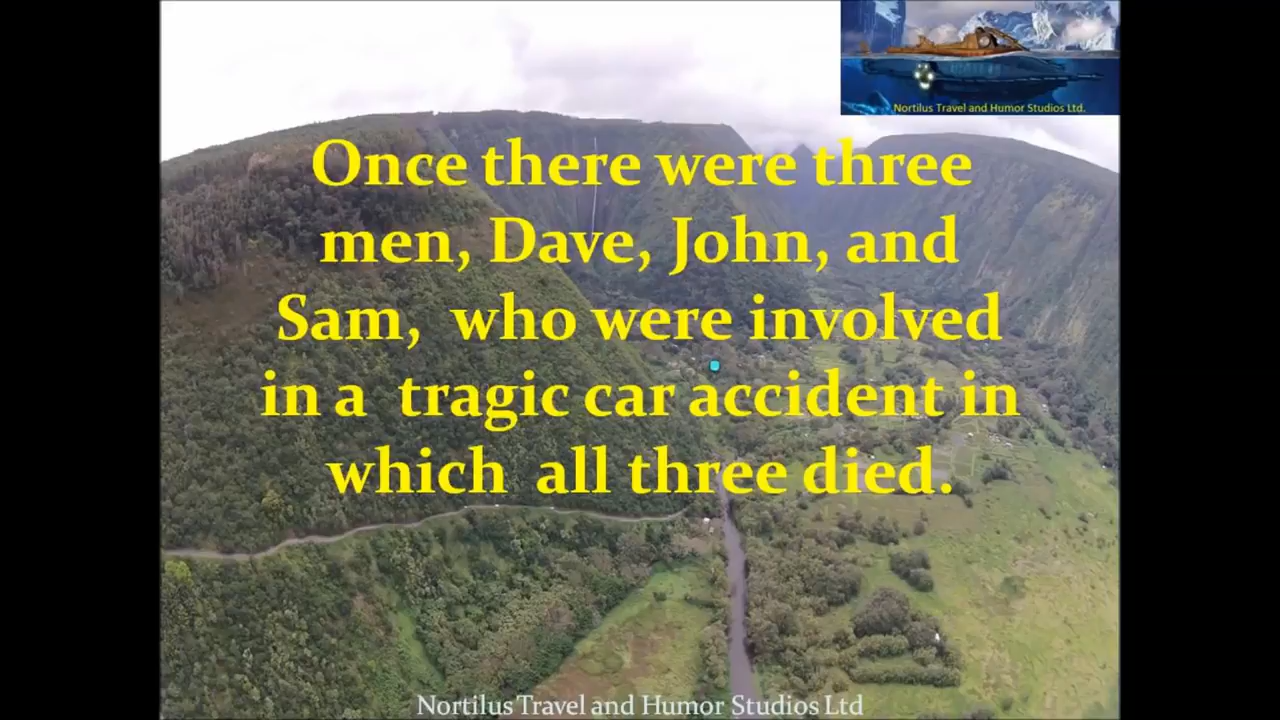 Nortilus Travel and Humor Studios Ltd.
Once there were three
men, Dave, John, and
Sam,  who were involved
in a  tragic car accident in
which  all three died.
Nortilus Travel and Humor Studios Ltd